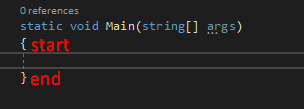 0 references
static void Main(string[] args)
{ start
} end